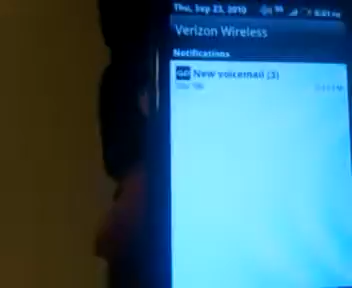 Thu, Sep 23, 2010
Verizon Wireless
Notifications
New voicemail (3)